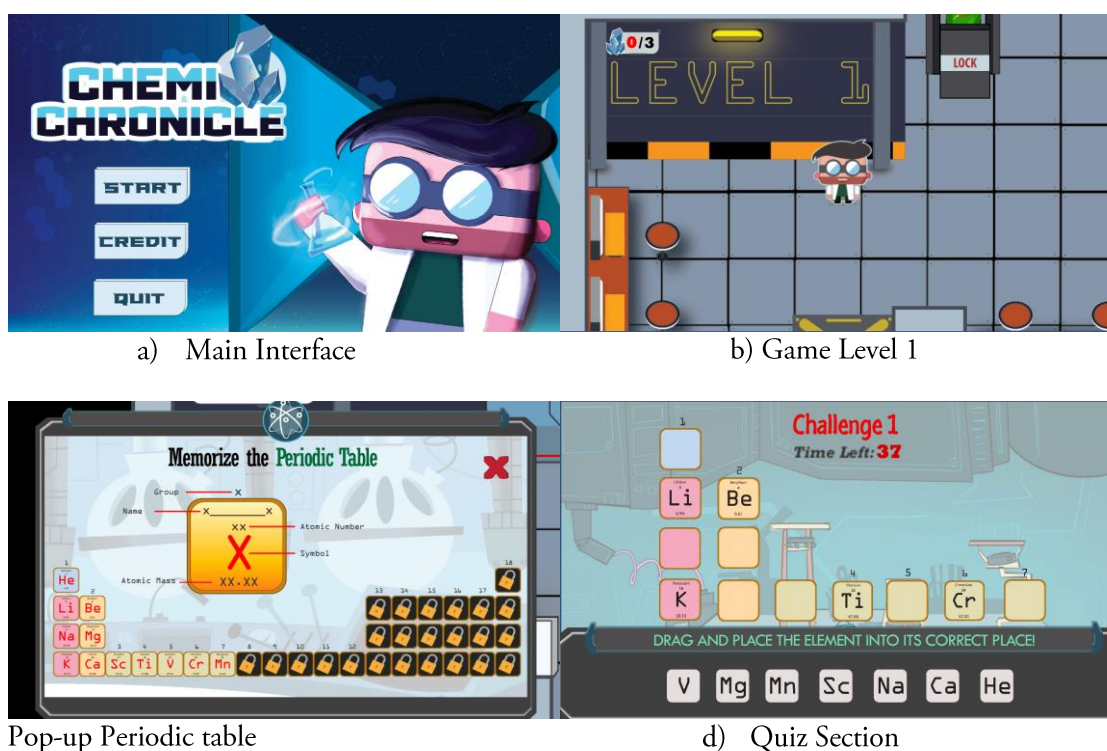 CHEMI
CHRONICLE
START
CREDIT
QUIT
a) Main Interface
0/3
LEVEL 1
LOCK
b) Game Level 1
Memorize the Periodic Table
Group X
Name X_______X
XX Atomic Number
X Symbol
Atomic Mass XX.XX
1 18
He
2 13 14 15 16 17
Li Be
Na Mg
3 4 5 6 7 8 9 10 11 12
K Ca Sc Ti V Cr Mn
Pop-up Periodic table
Challenge 1
Time Left: 37
1
2
Li Be
4 5 6 7
K Ti Cr
DRAG AND PLACE THE ELEMENT INTO ITS CORRECT PLACE!
V Mg Mn Sc Na Ca He
d) Quiz Section